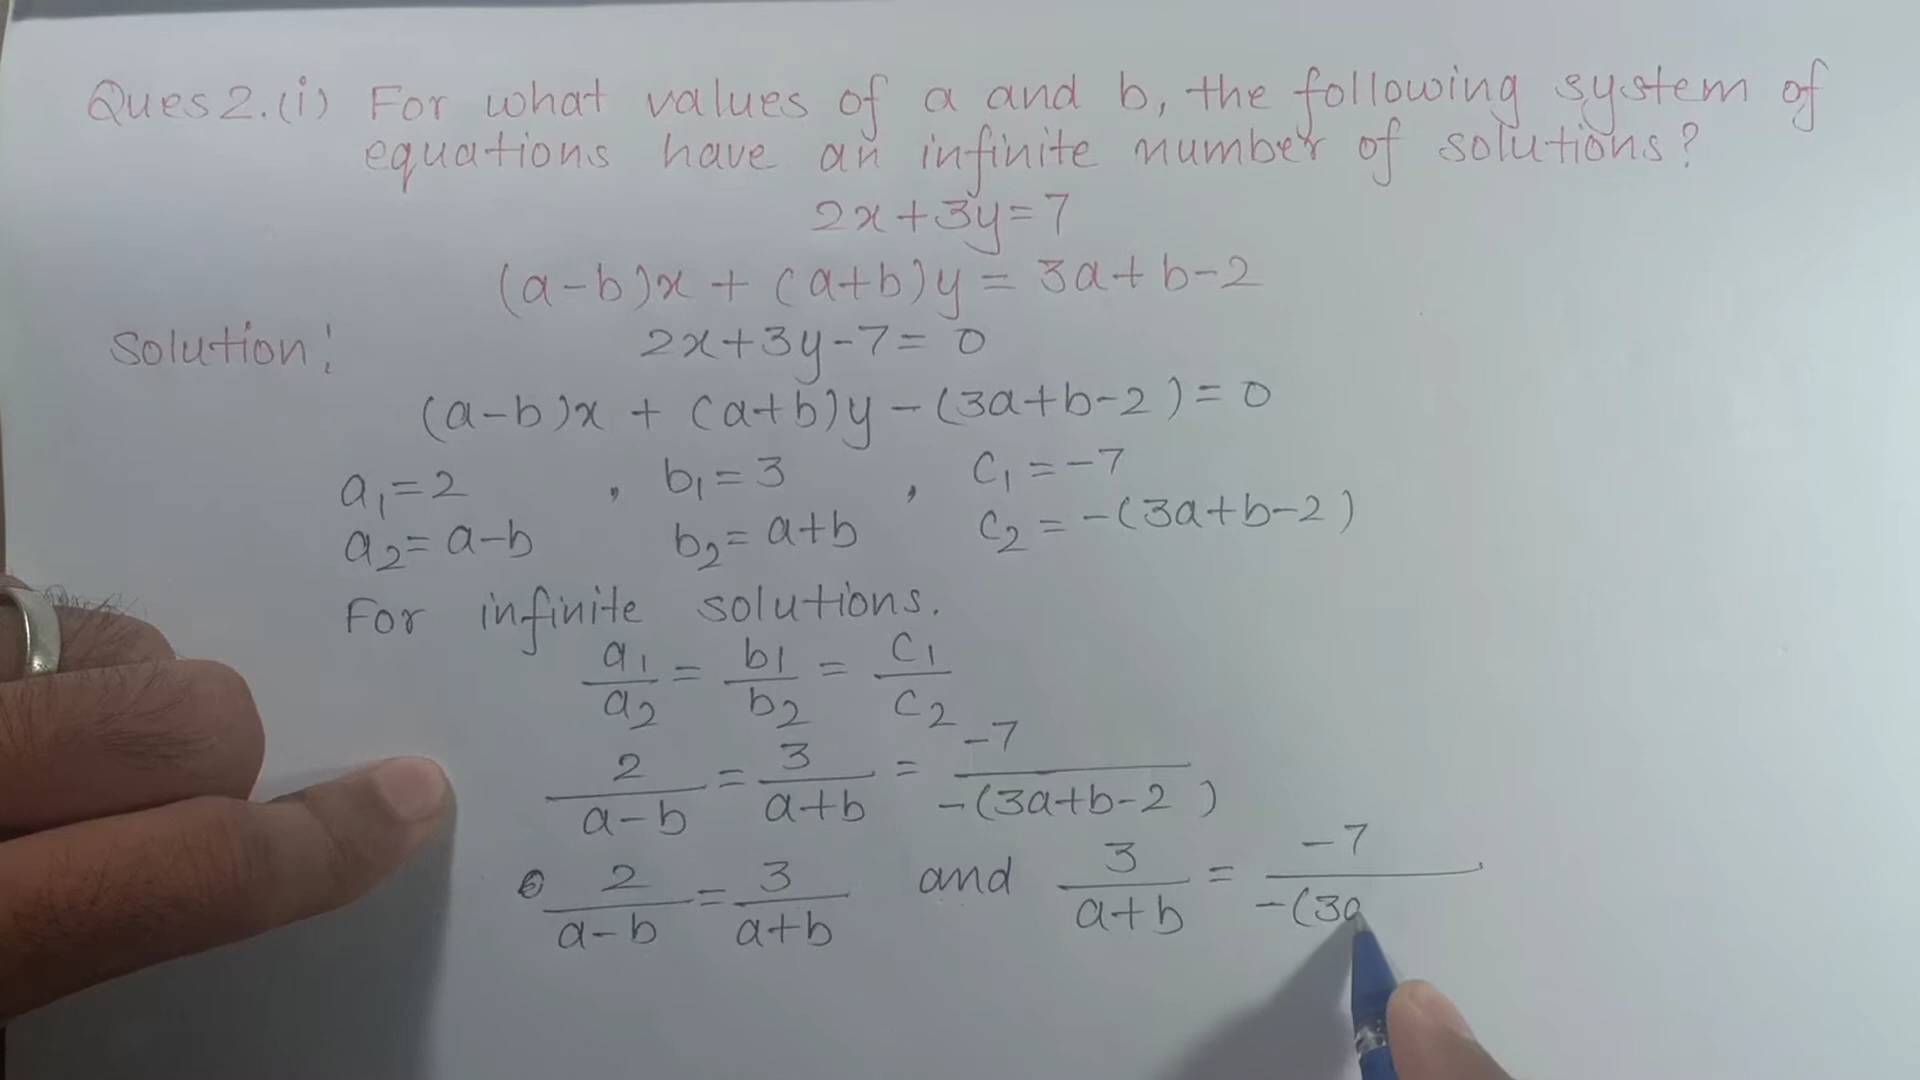 Ques 2.(i) For what values of a and b, the following system of
equations have an infinite number of solutions?
2x+3y=7
(a-b)x + (a+b)y = 3a+b-2
Solution:
2x+3y-7=0
(a-b)x + (a+b)y-(3a+b-2)=0
a₁=2 , b₁=3 , c₁=-7
a₂=a-b b₂=a+b c₂=-(3a+b-2)
For infinite solutions.
a₁/a₂ = b₁/b₂ = c₁/c₂
2/(a-b) = 3/(a+b) = -7/-(3a+b-2)
2/(a-b) = 3/(a+b) and 3/(a+b) = -7/-(3a